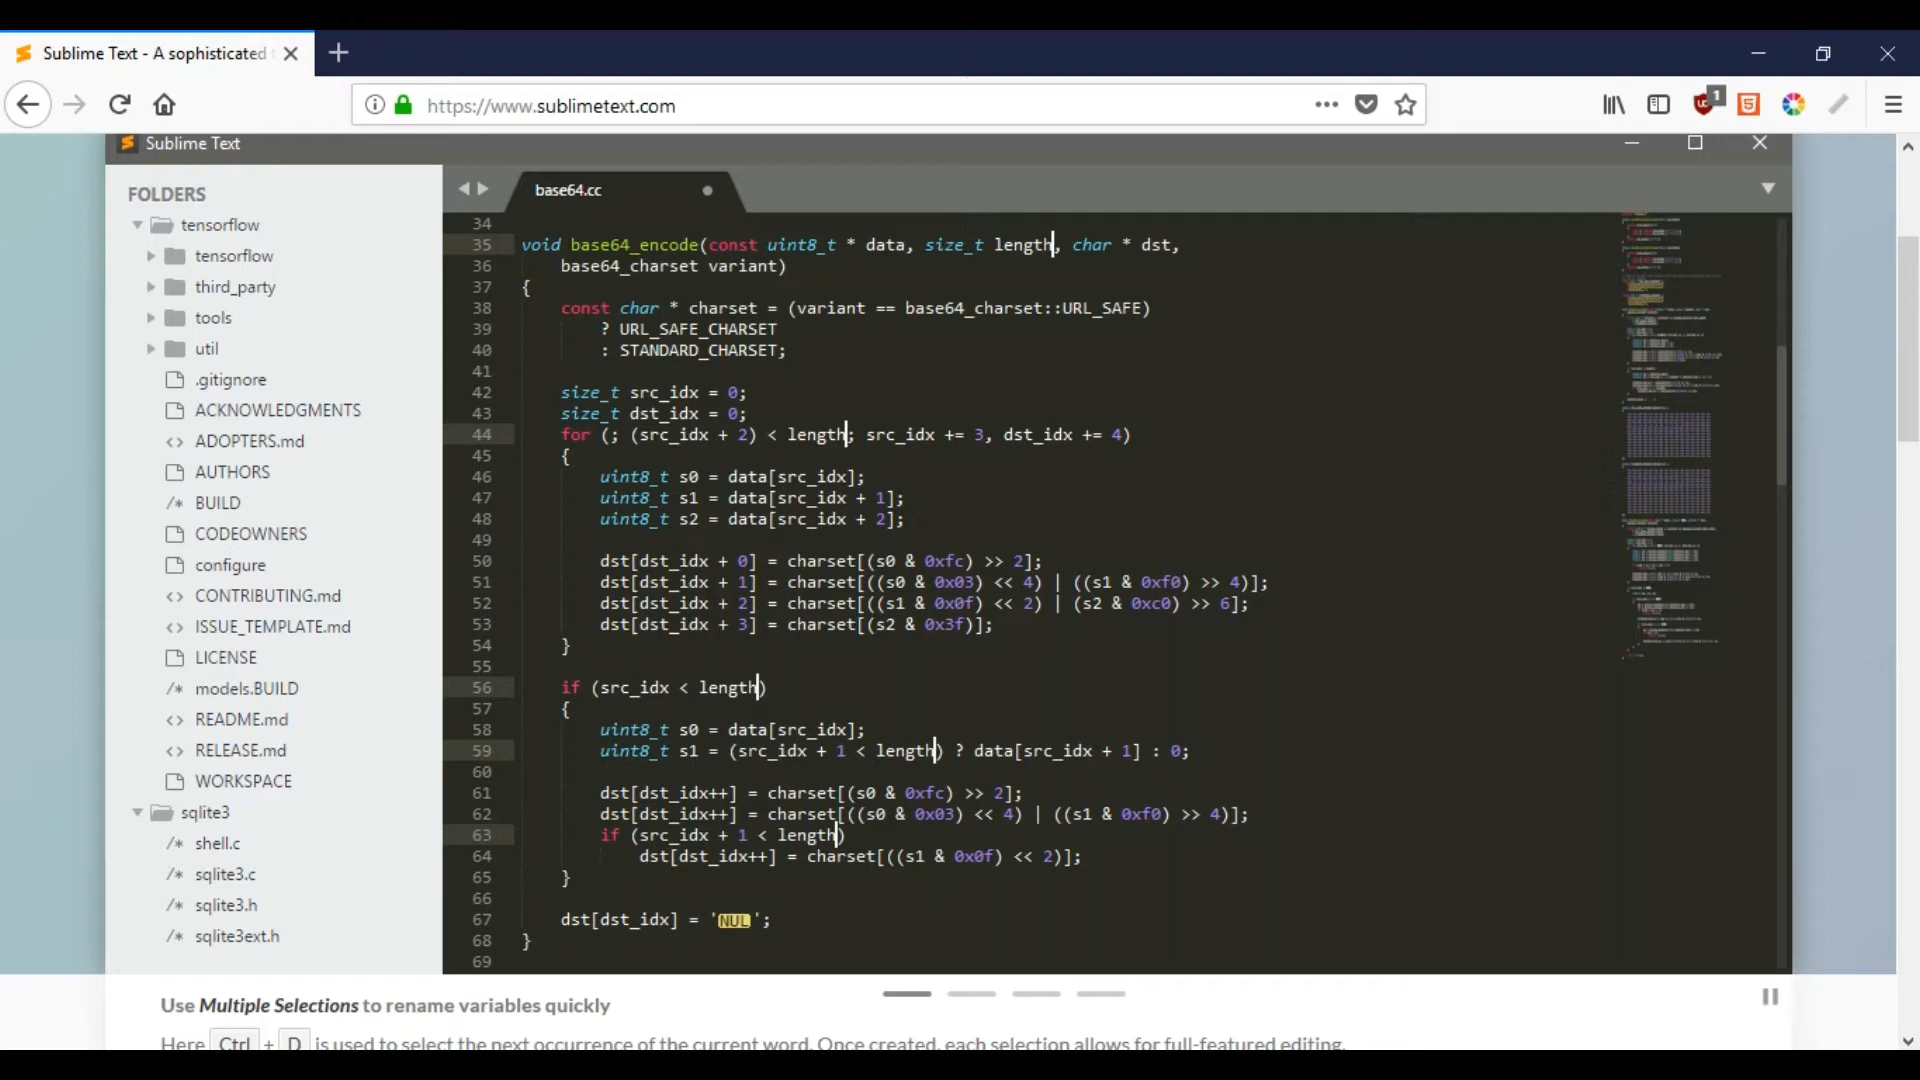 Sublime Text - A sophisticated
https://www.sublimetext.com
1
Sublime Text
FOLDERS
tensorflow
tensorflow
third_party
tools
util
.gitignore
ACKNOWLEDGMENTS
<> ADOPTERS.md
AUTHORS
/* BUILD
CODEOWNERS
configure
<> CONTRIBUTING.md
<> ISSUE_TEMPLATE.md
LICENSE
/* models.BUILD
<> README.md
<> RELEASE.md
WORKSPACE
sqlite3
/* shell.c
/* sqlite3.c
/* sqlite3.h
/* sqlite3ext.h
base64.cc
34
35 void base64_encode(const uint8_t * data, size_t length, char * dst,
36 base64_charset variant)
37 {
38 const char * charset = (variant == base64_charset::URL_SAFE)
39 ? URL_SAFE_CHARSET
40 : STANDARD_CHARSET;
41
42 size_t src_idx = 0;
43 size_t dst_idx = 0;
44 for (; (src_idx + 2) < length; src_idx += 3, dst_idx += 4)
45 {
46 uint8_t s0 = data[src_idx];
47 uint8_t s1 = data[src_idx + 1];
48 uint8_t s2 = data[src_idx + 2];
49
50 dst[dst_idx + 0] = charset[(s0 & 0xfc) >> 2];
51 dst[dst_idx + 1] = charset[((s0 & 0x03) << 4) | ((s1 & 0xf0) >> 4)];
52 dst[dst_idx + 2] = charset[((s1 & 0x0f) << 2) | (s2 & 0xc0) >> 6];
53 dst[dst_idx + 3] = charset[(s2 & 0x3f)];
54 }
55
56 if (src_idx < length)
57 {
58 uint8_t s0 = data[src_idx];
59 uint8_t s1 = (src_idx + 1 < length) ? data[src_idx + 1] : 0;
60
61 dst[dst_idx++] = charset[(s0 & 0xfc) >> 2];
62 dst[dst_idx++] = charset[((s0 & 0x03) << 4) | ((s1 & 0xf0) >> 4)];
63 if (src_idx + 1 < length)
64 dst[dst_idx++] = charset[((s1 & 0x0f) << 2)];
65 }
66
67 dst[dst_idx] = 'NUL';
68 }
69
Use Multiple Selections to rename variables quickly
Here Ctrl + D is used to select the next occurrence of the current word. Once created, each selection allows for full-featured editing.